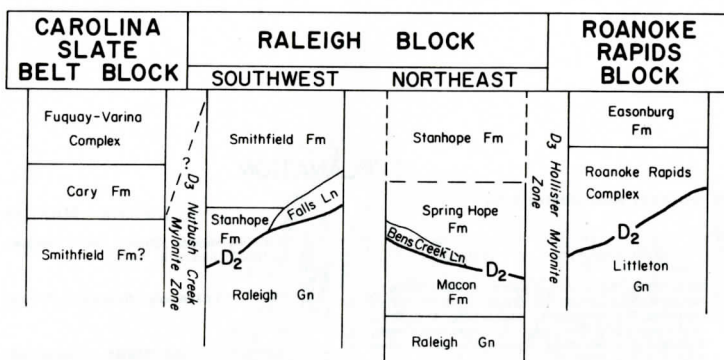 CAROLINA
SLATE
BELT BLOCK
RALEIGH BLOCK
ROANOKE
RAPIDS
BLOCK
SOUTHWEST
NORTHEAST
Fuquay-Varina
Complex
Cary Fm
Smithfield Fm?
? D3 Nutbush Creek
Mylonite Zone
Smithfield Fm
Stanhope
Fm
Falls Ln
D2
Raleigh Gn
Stanhope Fm
Spring Hope
Fm
Bens Creek Ln
D2
Macon
Fm
Raleigh Gn
D3 Hollister Mylonite
Zone
Easonburg
Fm
Roanoke Rapids
Complex
D2
Littleton
Gn